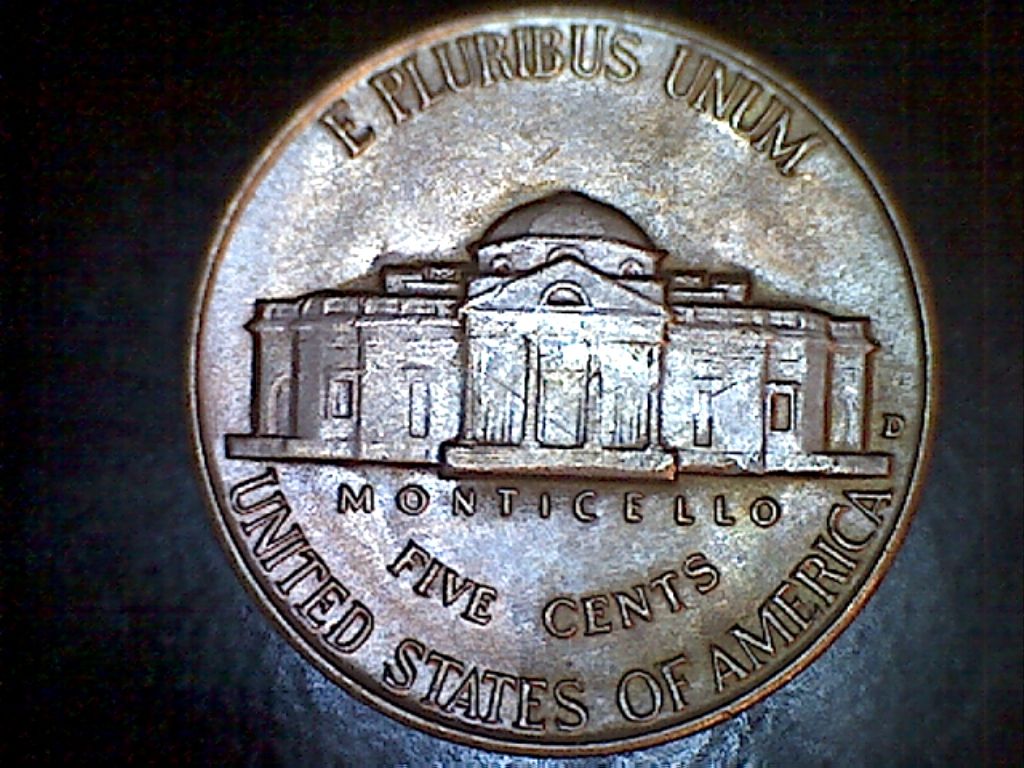 E PLURIBUS UNUM
D
MONTICELLO
FIVE CENTS
UNITED STATES OF AMERICA